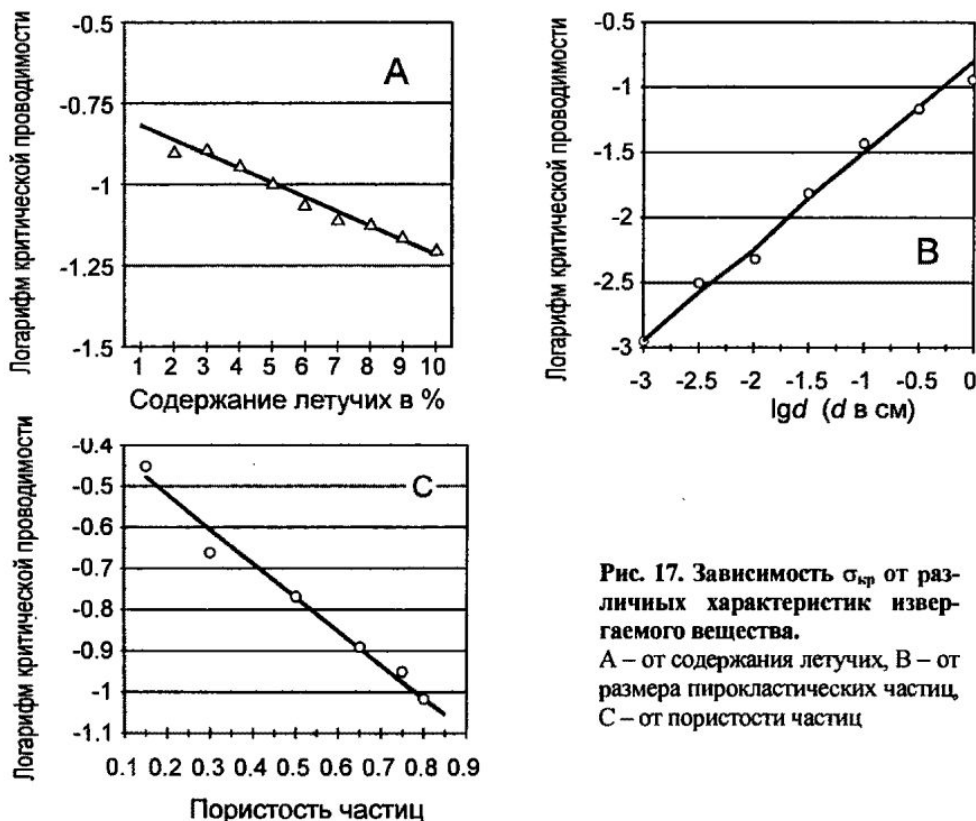 Логарифм критической проводимости
-0.5
-0.75
-1
-1.25
-1.5
A
1 2 3 4 5 6 7 8 9 10
Содержание летучих в %
Логарифм критической проводимости
-0.5
-1
-1.5
-2
-2.5
-3
B
-3 -2.5 -2 -1.5 -1 -0.5 0
lgd (d в см)
Логарифм критической проводимости
-0.4
-0.5
-0.6
-0.7
-0.8
-0.9
-1
-1.1
C
0.1 0.2 0.3 0.4 0.5 0.6 0.7 0.8 0.9
Пористость частиц
Рис. 17. Зависимость σкр от раз-
личных характеристик извер-
гаемого вещества.
А – от содержания летучих, В – от
размера пирокластических частиц,
С – от пористости частиц